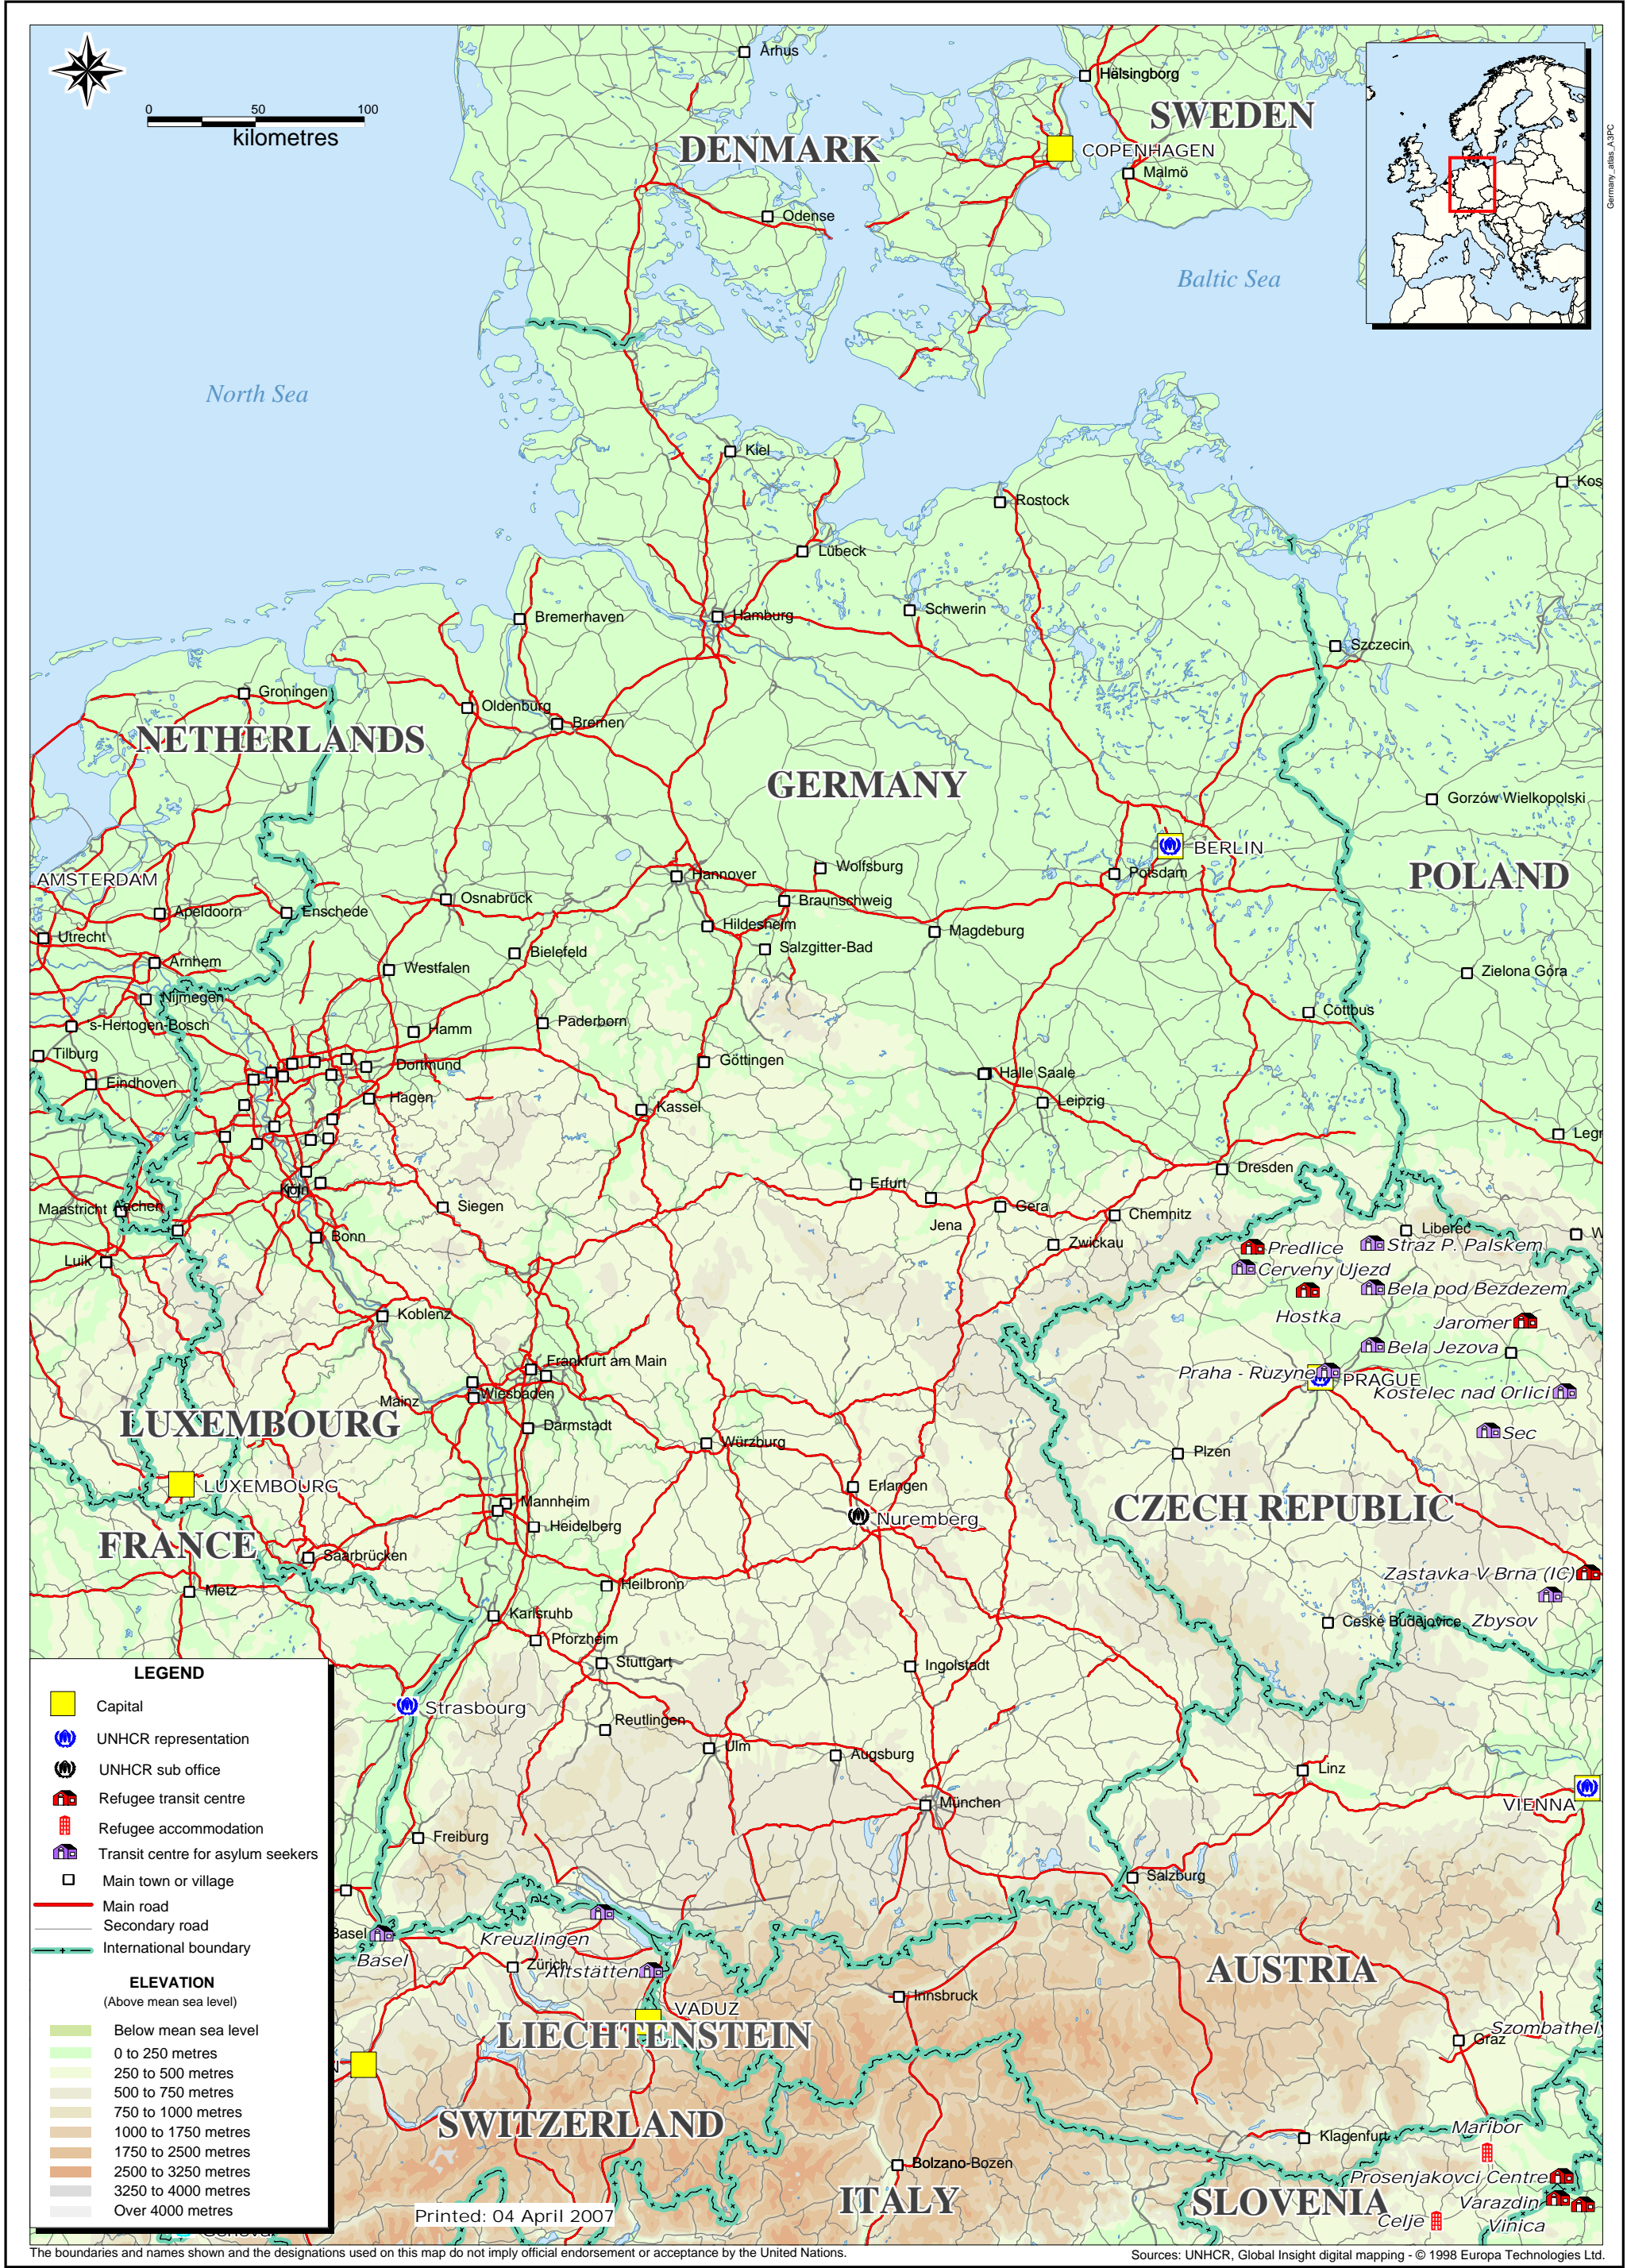 Århus
Hälsingborg
SWEDEN
0 50 100
kilometres
DENMARK
COPENHAGEN
Malmö
Germany_atlas_A3PC
Odense
Baltic Sea
North Sea
Kiel
Kos
Rostock
Lübeck
Schwerin
Bremerhaven
Hamburg
Szczecin
Groningen
Oldenburg
Bremen
NETHERLANDS
GERMANY
Gorzów Wielkopolski
BERLIN
Wolfsburg
Potsdam
POLAND
Hannover
AMSTERDAM
Osnabrück
Braunschweig
Apeldoorn
Enschede
Hildesheim
Magdeburg
Utrecht
Salzgitter-Bad
Bielefeld
Arnhem
Westfalen
Zielona Góra
Nijmegen
Cottbus
s-Hertogen-Bosch
Paderborn
Hamm
Tilburg
Göttingen
Dortmund
Halle Saale
Eindhoven
Hagen
Leipzig
Kassel
Legr
Dresden
Erfurt
Köln
Siegen
Gera
Maastricht
Aachen
Chemnitz
Jena
Liberec
Bonn
Zwickau
W
Predlice
Straz P. Palskem
Luik
Cerveny Ujezd
Bela pod Bezdezem
Koblenz
Hostka
Jaromer
Bela Jezova
Frankfurt am Main
Praha - Ruzyne
PRAGUE
Kostelec nad Orlici
Wiesbaden
Mainz
LUXEMBOURG
Darmstadt
Sec
Würzburg
Plzen
LUXEMBOURG
Erlangen
Mannheim
CZECH REPUBLIC
Nuremberg
Heidelberg
FRANCE
Saarbrücken
Zastavka V Brna (IC)
Heilbronn
Metz
Karlsruhb
Ceské Budejovice
Zbysov
Pforzheim
Stuttgart
Ingolstadt
LEGEND
Capital
UNHCR representation
UNHCR sub office
Refugee transit centre
Refugee accommodation
Transit centre for asylum seekers
Main town or village
Main road
Secondary road
International boundary
ELEVATION
(Above mean sea level)
Below mean sea level
0 to 250 metres
250 to 500 metres
500 to 750 metres
750 to 1000 metres
1000 to 1750 metres
1750 to 2500 metres
2500 to 3250 metres
3250 to 4000 metres
Over 4000 metres
Strasbourg
Reutlingen
Ulm
Augsburg
Linz
München
VIENNA
Freiburg
Salzburg
Basel
Kreuzlingen
Basel
Zürich
Altstätten
AUSTRIA
Innsbruck
VADUZ
LIECHTENSTEIN
Szombathely
Graz
N
SWITZERLAND
Maribor
Klagenfurt
Bolzano-Bozen
Prosenjakovci Centre
ITALY
SLOVENIA
Varazdin
Celje
Vinica
Printed: 04 April 2007
The boundaries and names shown and the designations used on this map do not imply official endorsement or acceptance by the United Nations.
Sources: UNHCR, Global Insight digital mapping - © 1998 Europa Technologies Ltd.